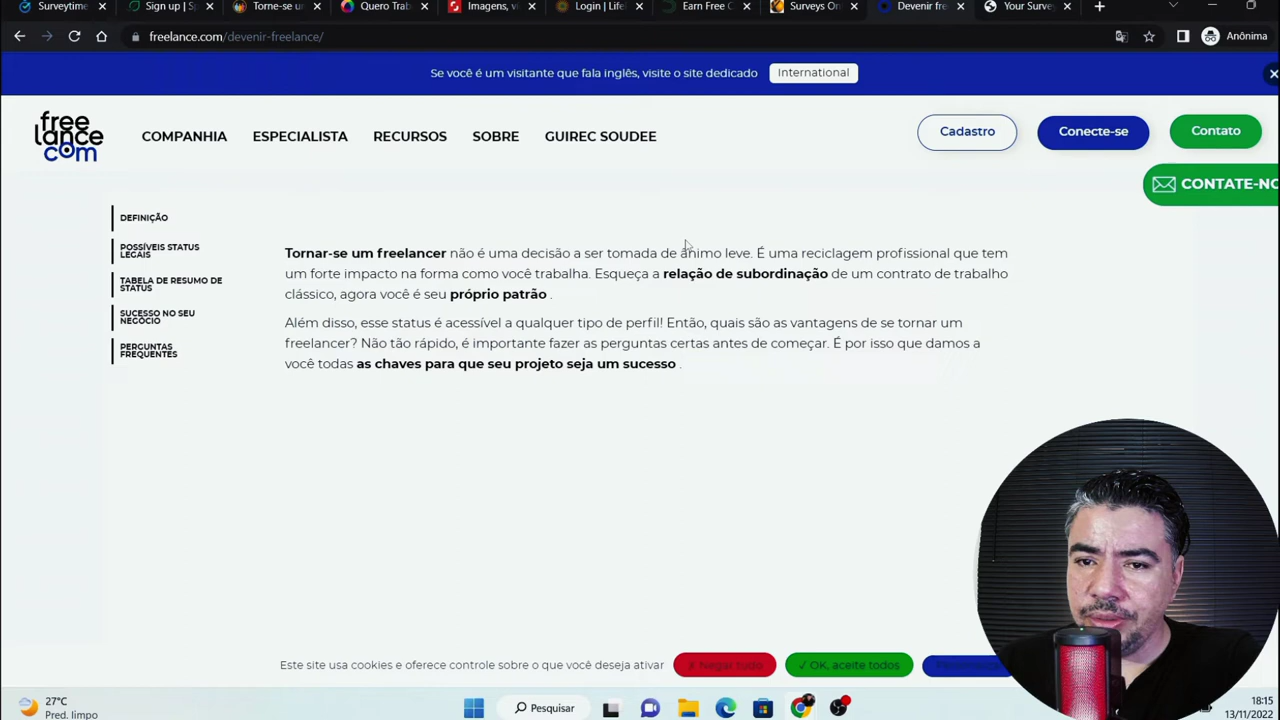 Surveytime
Sign up | Sp
Torne-se un
Quero Trab
Imagens, v
Login | Life
Earn Free C
Surveys On
Devenir fre
Your Surve
freelance.com/devenir-freelance/
Anônima
Se você é um visitante que fala inglês, visite o site dedicado
International
free
lance
com
COMPANHIA
ESPECIALISTA
RECURSOS
SOBRE
GUIREC SOUDEE
Cadastro
Conecte-se
Contato
CONTATE-NO
DEFINIÇÃO
POSSÍVEIS STATUS
LEGAIS
TABELA DE RESUMO DE
STATUS
SUCESSO NO SEU
NEGÓCIO
PERGUNTAS
FREQUENTES
Tornar-se um freelancer não é uma decisão a ser tomada de ânimo leve. É uma reciclagem profissional que tem
um forte impacto na forma como você trabalha. Esqueça a relação de subordinação de um contrato de trabalho
clássico, agora você é seu próprio patrão .
Além disso, esse status é acessível a qualquer tipo de perfil! Então, quais são as vantagens de se tornar um
freelancer? Não tão rápido, é importante fazer as perguntas certas antes de começar. É por isso que damos a
você todas as chaves para que seu projeto seja um sucesso .
Este site usa cookies e oferece controle sobre o que você deseja ativar
✗ Negar tudo
✓ OK, aceite todos
27°C
Pred. limpo
Pesquisar
18:15
13/11/2022